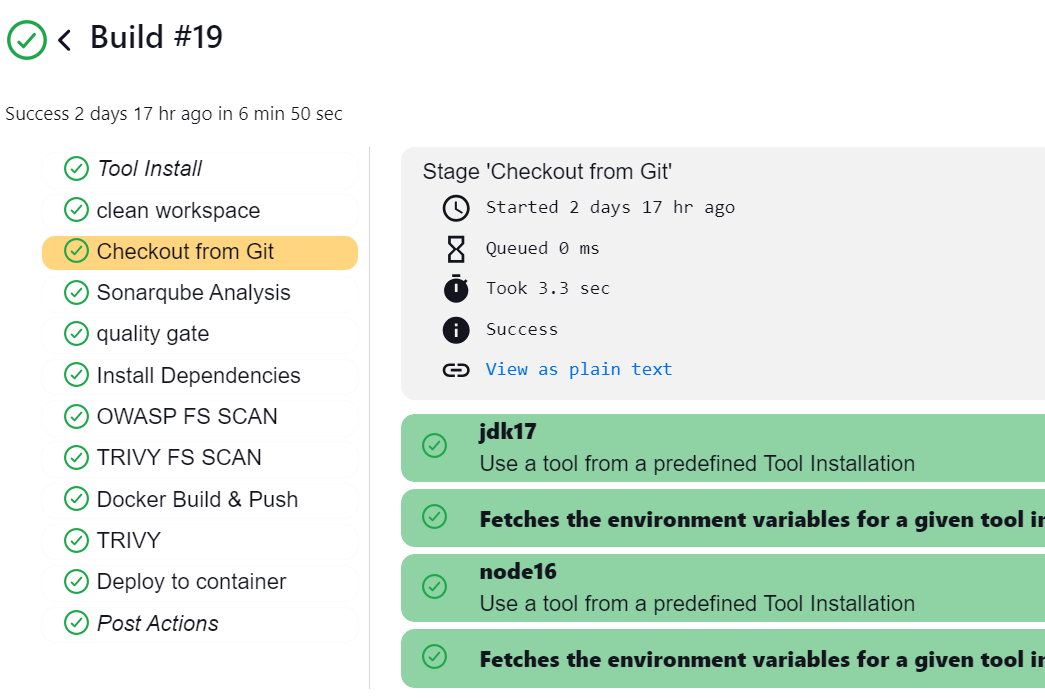 Build #19
Success 2 days 17 hr ago in 6 min 50 sec
Tool Install
clean workspace
Checkout from Git
Sonarqube Analysis
quality gate
Install Dependencies
OWASP FS SCAN
TRIVY FS SCAN
Docker Build & Push
TRIVY
Deploy to container
Post Actions
Stage 'Checkout from Git'
Started 2 days 17 hr ago
Queued 0 ms
Took 3.3 sec
Success
View as plain text
jdk17
Use a tool from a predefined Tool Installation
Fetches the environment variables for a given tool in
node16
Use a tool from a predefined Tool Installation
Fetches the environment variables for a given tool in